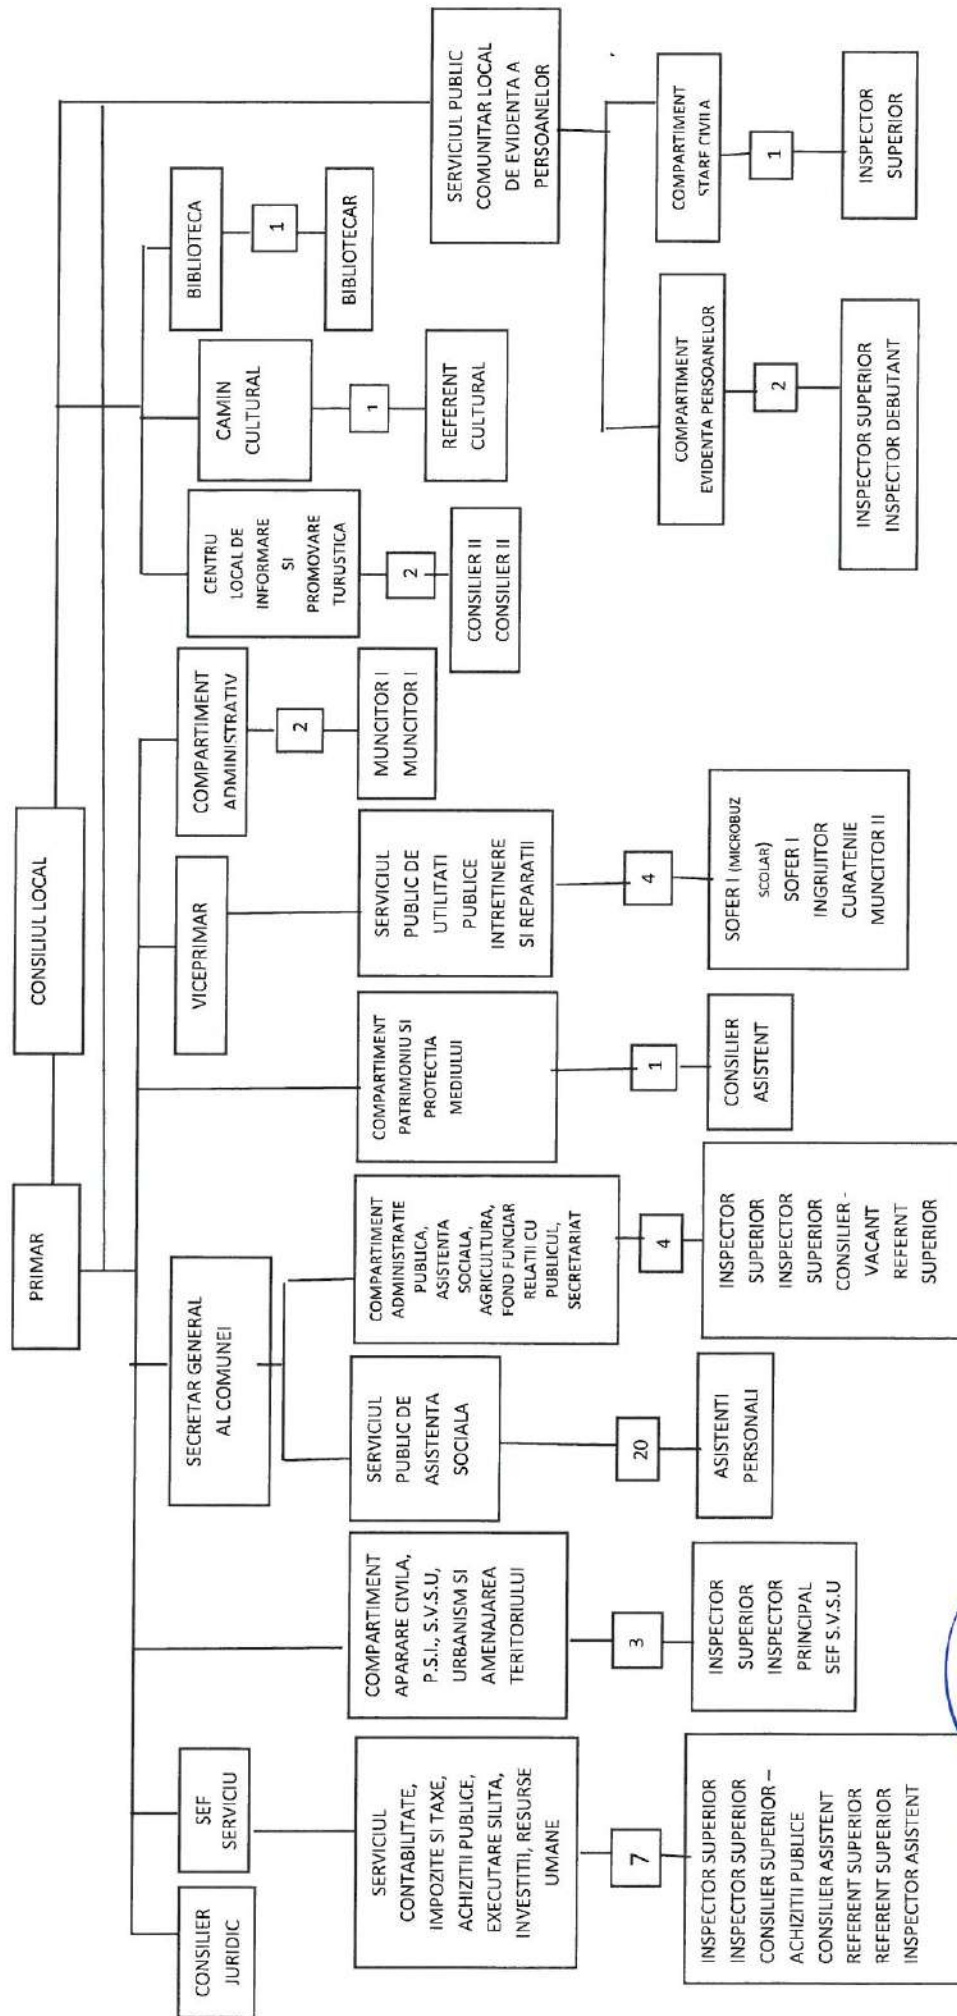 PRIMAR
CONSILIUL LOCAL
CONSILIER
JURIDIC
SEF
SERVICIU
SECRETAR GENERAL
AL COMUNEI
VICEPRIMAR
COMPARTIMENT
ADMINISTRATIV
2
MUNCITOR I
MUNCITOR I
CENTRU
LOCAL DE
INFORMARE
SI
PROMOVARE
TURUSTICA
2
CONSILIER II
CONSILIER II
CAMIN
CULTURAL
1
REFERENT
CULTURAL
BIBLIOTECA
1
BIBLIOTECAR
SERVICIUL PUBLIC
COMUNITAR LOCAL
DE EVIDENTA A
PERSOANELOR
SERVICIUL
CONTABILITATE,
IMPOZITE SI TAXE,
ACHIZITII PUBLICE,
EXECUTARE SILITA,
INVESTITII, RESURSE
UMANE
7
INSPECTOR SUPERIOR
INSPECTOR SUPERIOR
CONSILIER SUPERIOR –
ACHIZITII PUBLICE
CONSILIER ASISTENT
REFERENT SUPERIOR
REFERENT SUPERIOR
INSPECTOR ASISTENT
COMPARTIMENT
APARARE CIVILA,
P.S.I., S.V.S.U,
URBANISM SI
AMENAJAREA
TERITORIULUI
3
INSPECTOR
SUPERIOR
INSPECTOR
PRINCIPAL
SEF S.V.S.U
SERVICIUL
PUBLIC DE
ASISTENTA
SOCIALA
20
ASISTENTI
PERSONALI
COMPARTIMENT
ADMINISTRATIE
PUBLICA,
ASISTENTA
SOCIALA,
AGRICULTURA,
FOND FUNCIAR
RELATII CU
PUBLICUL,
SECRETARIAT
4
INSPECTOR
SUPERIOR
INSPECTOR
SUPERIOR
CONSILIER -
VACANT
REFERNT
SUPERIOR
COMPARTIMENT
PATRIMONIU SI
PROTECTIA
MEDIULUI
1
CONSILIER
ASISTENT
SERVICIUL
PUBLIC DE
UTILITATI
PUBLICE
INTRETINERE
SI REPARATII
4
SOFER I (MICROBUZ
SCOLAR)
SOFER I
INGRIJITOR
CURATENIE
MUNCITOR II
COMPARTIMENT
EVIDENTA PERSOANELOR
2
INSPECTOR SUPERIOR
INSPECTOR DEBUTANT
COMPARTIMENT
STARE CIVILA
1
INSPECTOR
SUPERIOR